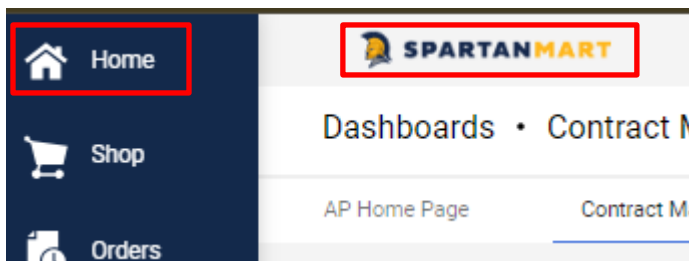 Home
SPARTANMART
Dashboards • Contract
Shop
AP Home Page
Contract
Orders